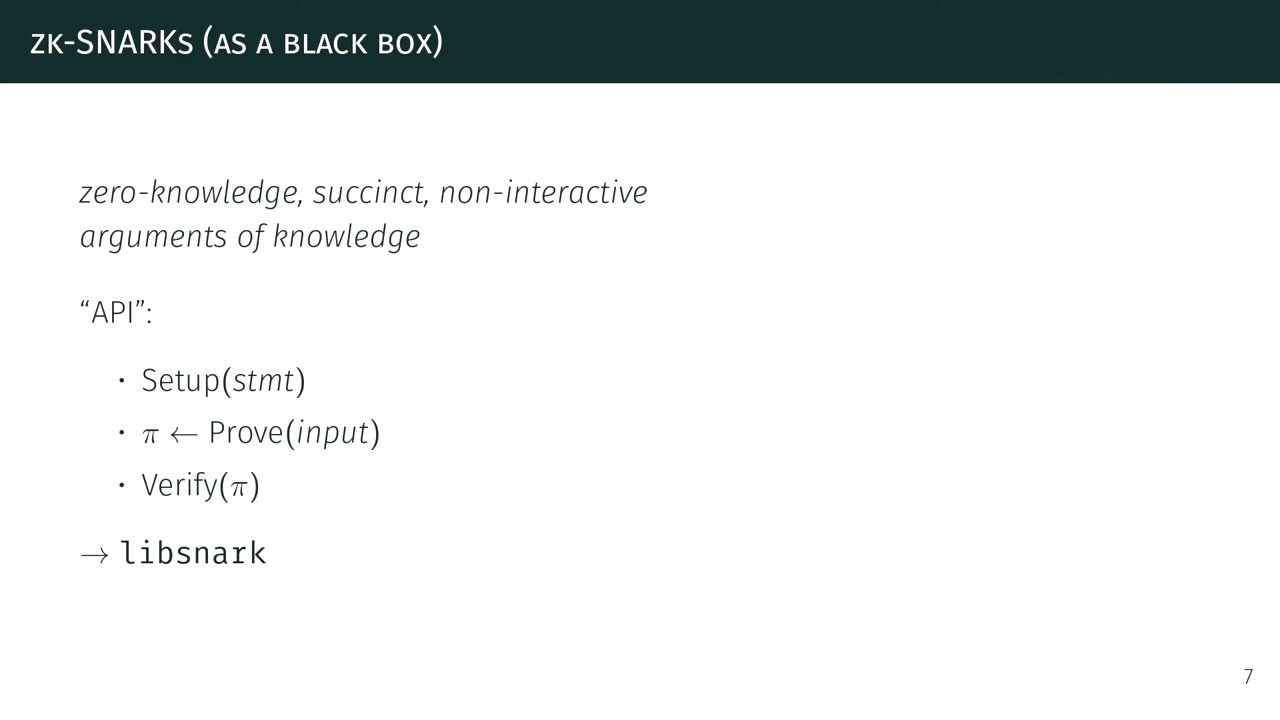 ZK-SNARKS (AS A BLACK BOX)
zero-knowledge, succinct, non-interactive
arguments of knowledge
“API”:
• Setup(stmt)
• π ← Prove(input)
• Verify(π)
→ libsnark
7